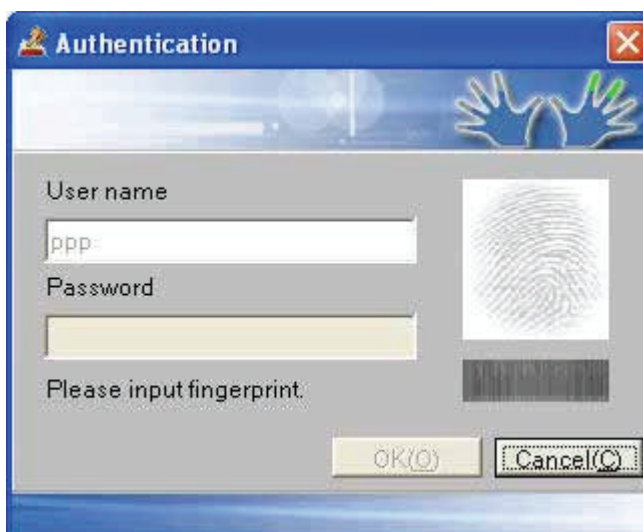 Authentication
User name
ppp
Password
Please input fingerprint.
OK(O)
Cancel(C)